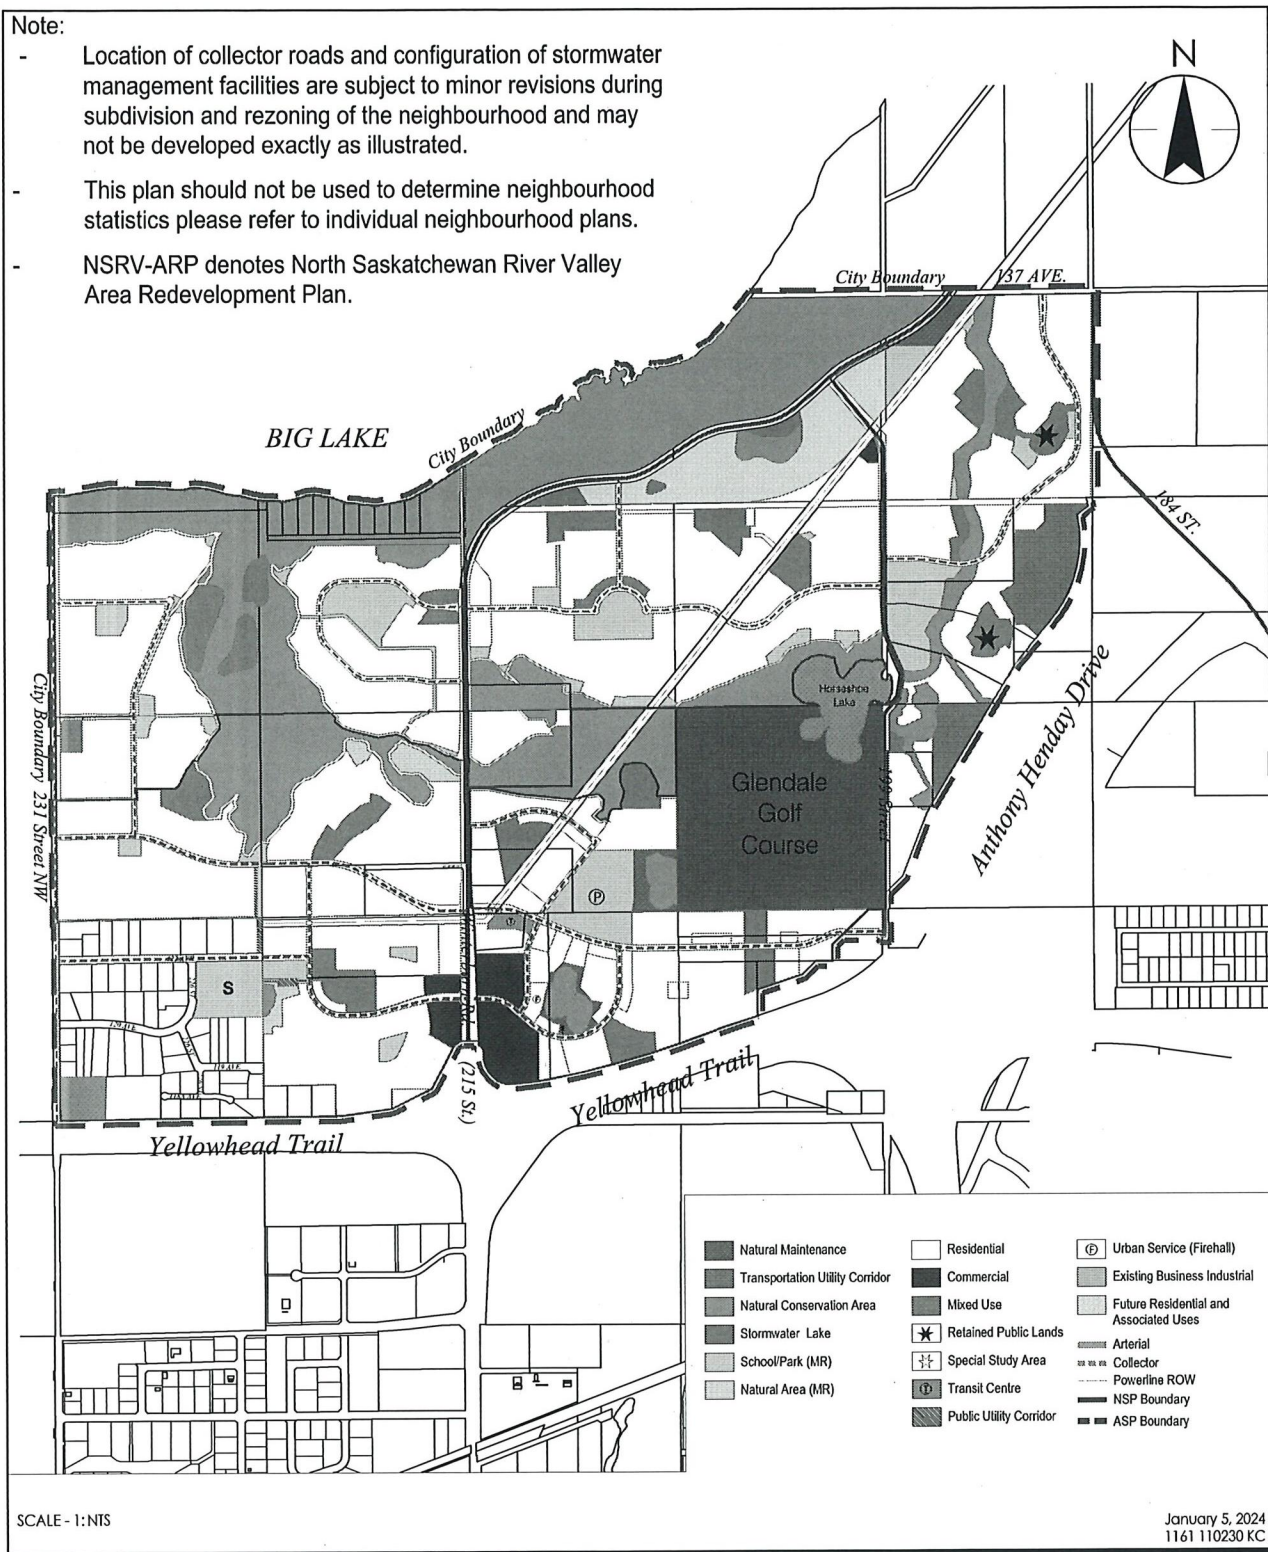 Note:
- Location of collector roads and configuration of stormwater
management facilities are subject to minor revisions during
subdivision and rezoning of the neighbourhood and may
not be developed exactly as illustrated.
- This plan should not be used to determine neighbourhood
statistics please refer to individual neighbourhood plans.
- NSRV-ARP denotes North Saskatchewan River Valley
Area Redevelopment Plan.
N
City Boundary
137 AVE.
BIG LAKE
City Boundary
184 ST.
City Boundary 231 Street NW
Horseshoe
Lake
Glendale
Golf
Course
199 Street
Anthony Henday Drive
P
T
S
F
129 AVE
(215 St.)
Yellowhead Trail
Yellowhead Trail
Natural Maintenance
Transportation Utility Corridor
Natural Conservation Area
Stormwater Lake
School/Park (MR)
Natural Area (MR)
Residential
Commercial
Mixed Use
Retained Public Lands
Special Study Area
T Transit Centre
Public Utility Corridor
F Urban Service (Firehall)
Existing Business Industrial
Future Residential and
Associated Uses
Arterial
Collector
Powerline ROW
NSP Boundary
ASP Boundary
SCALE - 1: NTS
January 5, 2024
1161 110230 KC